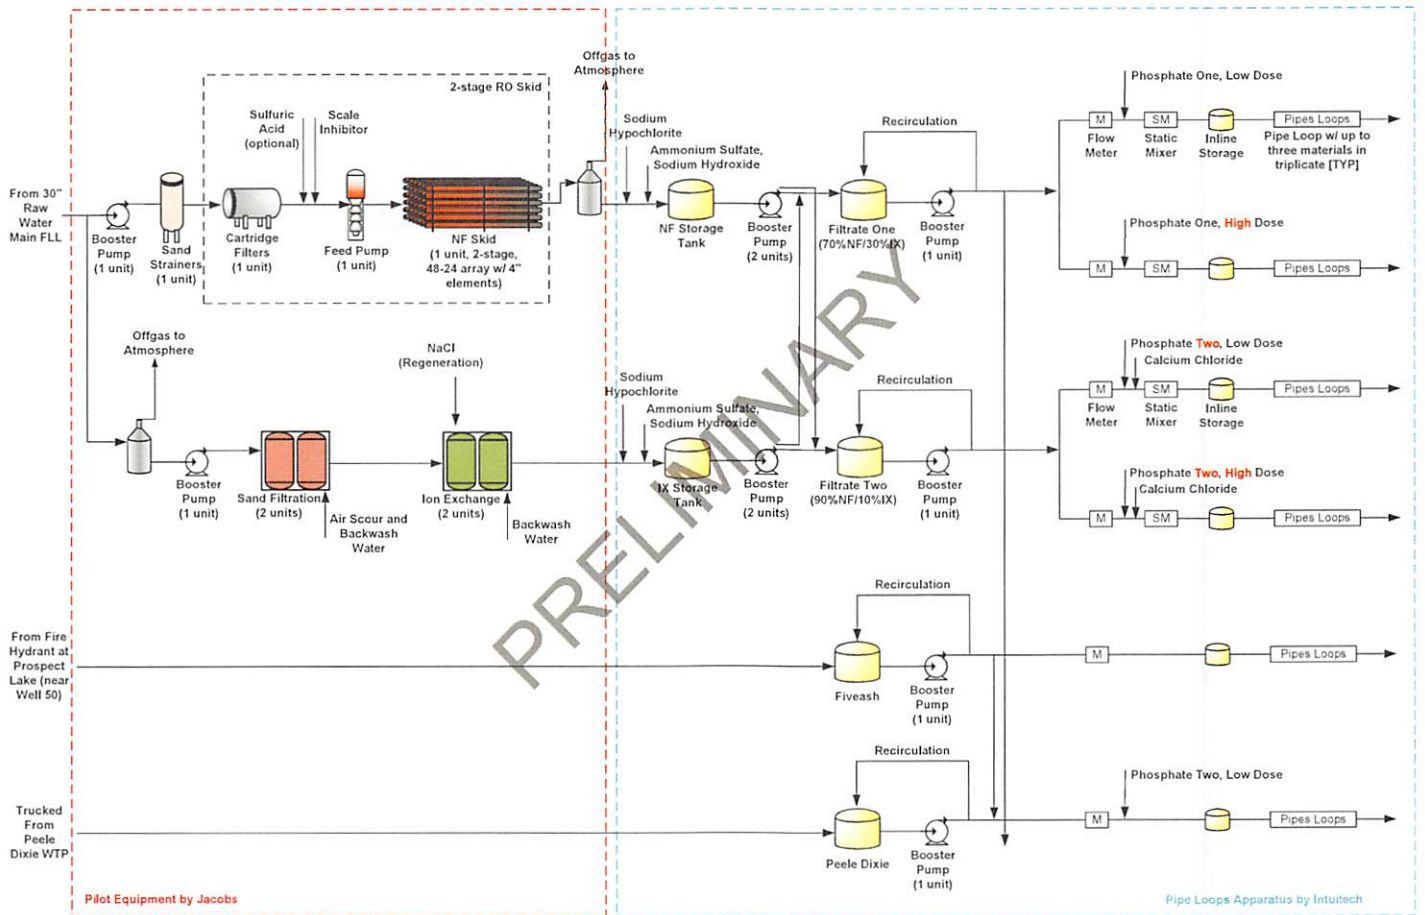 Offgas to
Atmosphere
2-stage RO Skid
Sulfuric
Acid
(optional)
Scale
Inhibitor
From 30"
Raw
Water
Main FLL
Booster
Pump
(1 unit)
Sand
Strainers
(1 unit)
Cartridge
Filters
(1 unit)
Feed Pump
(1 unit)
NF Skid
(1 unit, 2-stage,
48-24 array w/ 4"
elements)
Sodium
Hypochlorite
Ammonium Sulfate,
Sodium Hydroxide
NF Storage
Tank
Booster
Pump
(2 units)
Recirculation
Filtrate One
(70%NF/30%IX)
Booster
Pump
(1 unit)
Phosphate One, Low Dose
M
SM
Pipes Loops
Flow
Meter
Static
Mixer
Inline
Storage
Pipe Loop w/ up to
three materials in
triplicate [TYP]
Phosphate One, High Dose
M
SM
Pipes Loops
Offgas to
Atmosphere
NaCl
(Regeneration)
Booster
Pump
(1 unit)
Sand Filtration
(2 units)
Air Scour and
Backwash
Water
Ion Exchange
(2 units)
Backwash
Water
Sodium
Hypochlorite
Ammonium Sulfate,
Sodium Hydroxide
IX Storage
Tank
Booster
Pump
(2 units)
Recirculation
Filtrate Two
(90%NF/10%IX)
Booster
Pump
(1 unit)
Phosphate Two, Low Dose
Calcium Chloride
M
SM
Pipes Loops
Flow
Meter
Static
Mixer
Inline
Storage
Phosphate Two, High Dose
Calcium Chloride
M
SM
Pipes Loops
PRELIMINARY
From Fire
Hydrant at
Prospect
Lake (near
Well 50)
Recirculation
Fiveash
Booster
Pump
(1 unit)
M
Pipes Loops
Trucked
From
Peele
Dixie WTP
Recirculation
Peele Dixie
Booster
Pump
(1 unit)
Phosphate Two, Low Dose
M
Pipes Loops
Pilot Equipment by Jacobs
Pipe Loops Apparatus by Intuitech